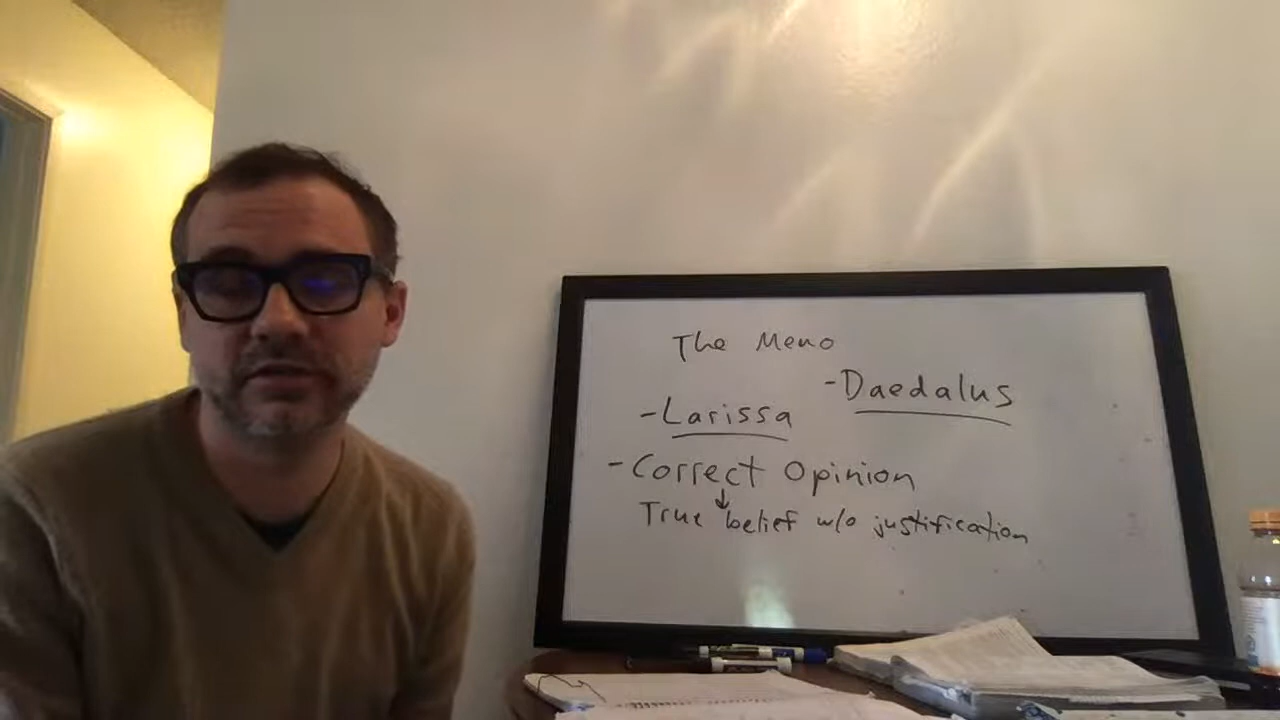 The Meno
-Daedalus
-Larissa
-Correct Opinion
↓
True belief w/o justification